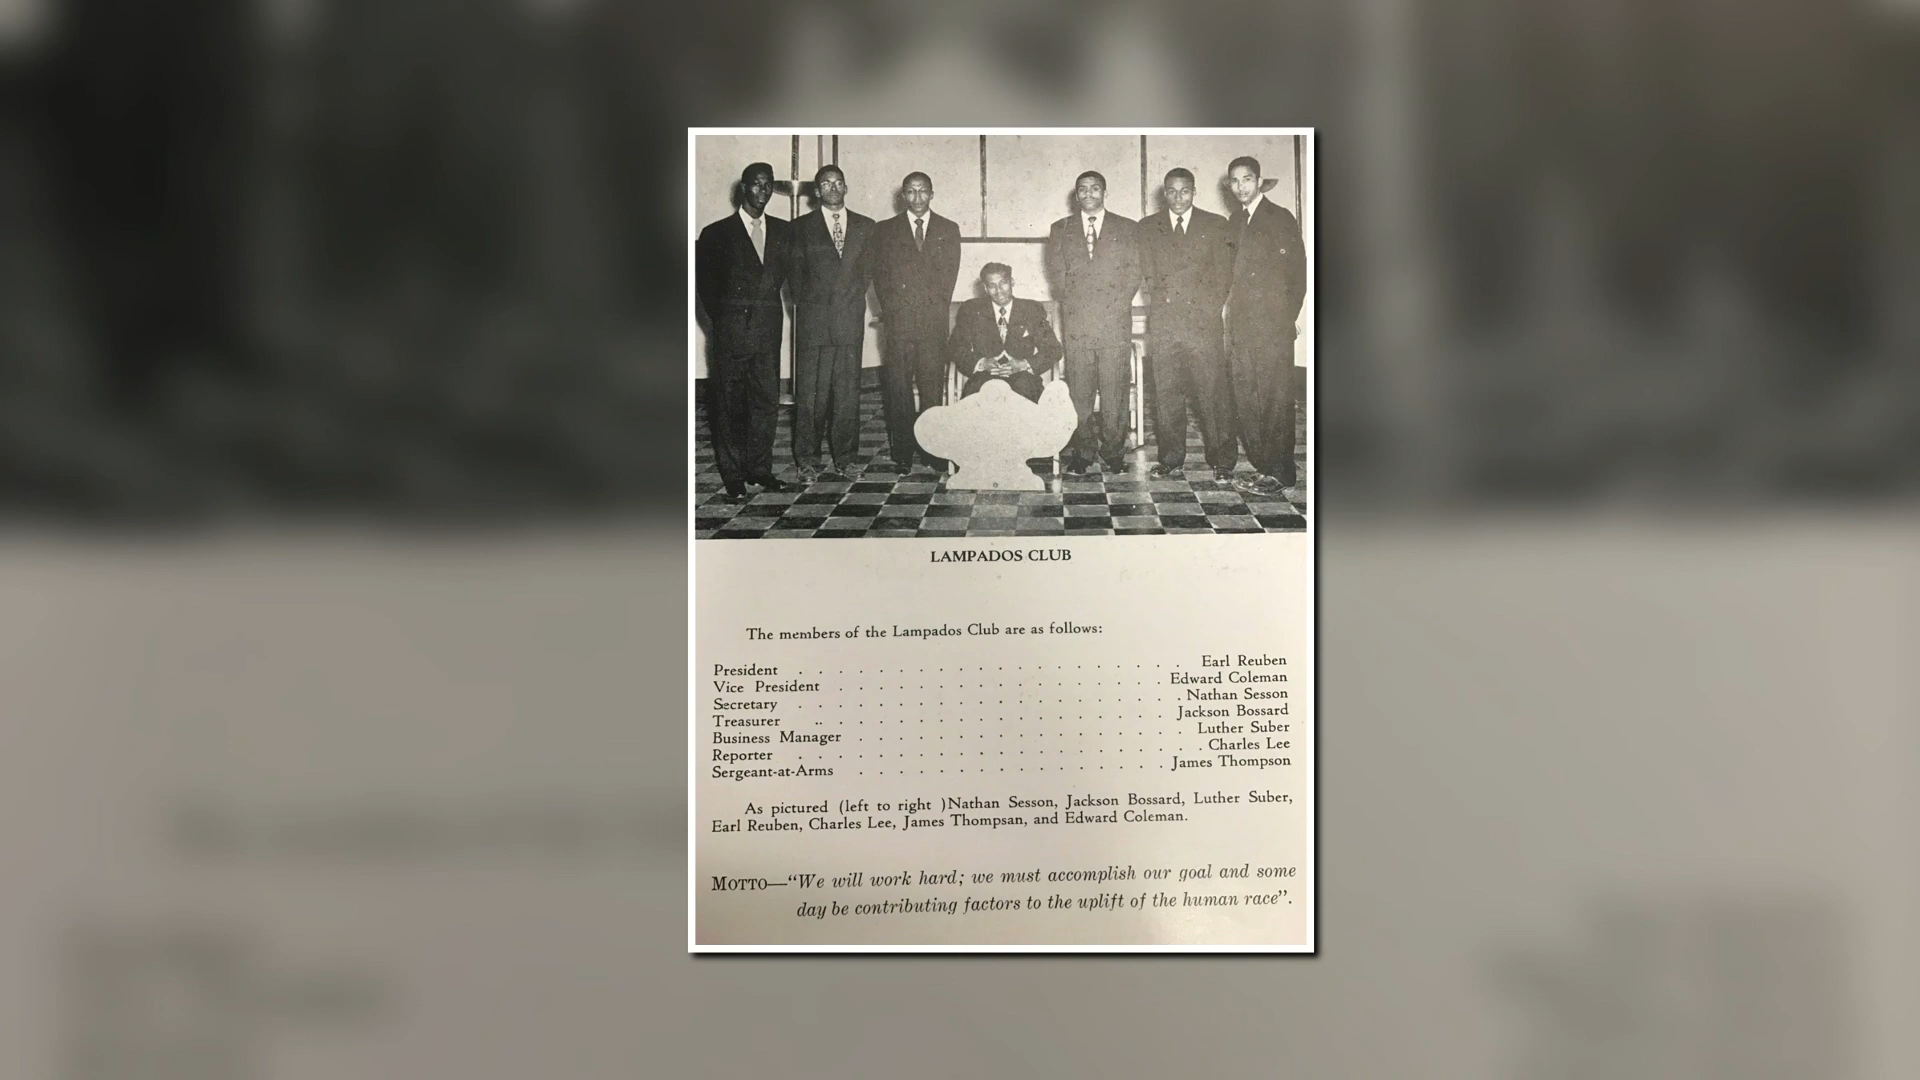 LAMPADOS CLUB
The members of the Lampados Club are as follows:
President . . . . . . . . . . . . . . . . . . . Earl Reuben
Vice President . . . . . . . . . . . . . . . . . Edward Coleman
Secretary . . . . . . . . . . . . . . . . . . . Nathan Sesson
Treasurer .. . . . . . . . . . . . . . . . . . Jackson Bossard
Business Manager . . . . . . . . . . . . . . . . . Luther Suber
Reporter . . . . . . . . . . . . . . . . . . . . Charles Lee
Sergeant-at-Arms . . . . . . . . . . . . . . . . James Thompson
As pictured (left to right )Nathan Sesson, Jackson Bossard, Luther Suber,
Earl Reuben, Charles Lee, James Thompsan, and Edward Coleman.
MOTTO—“We will work hard; we must accomplish our goal and some
day be contributing factors to the uplift of the human race”.